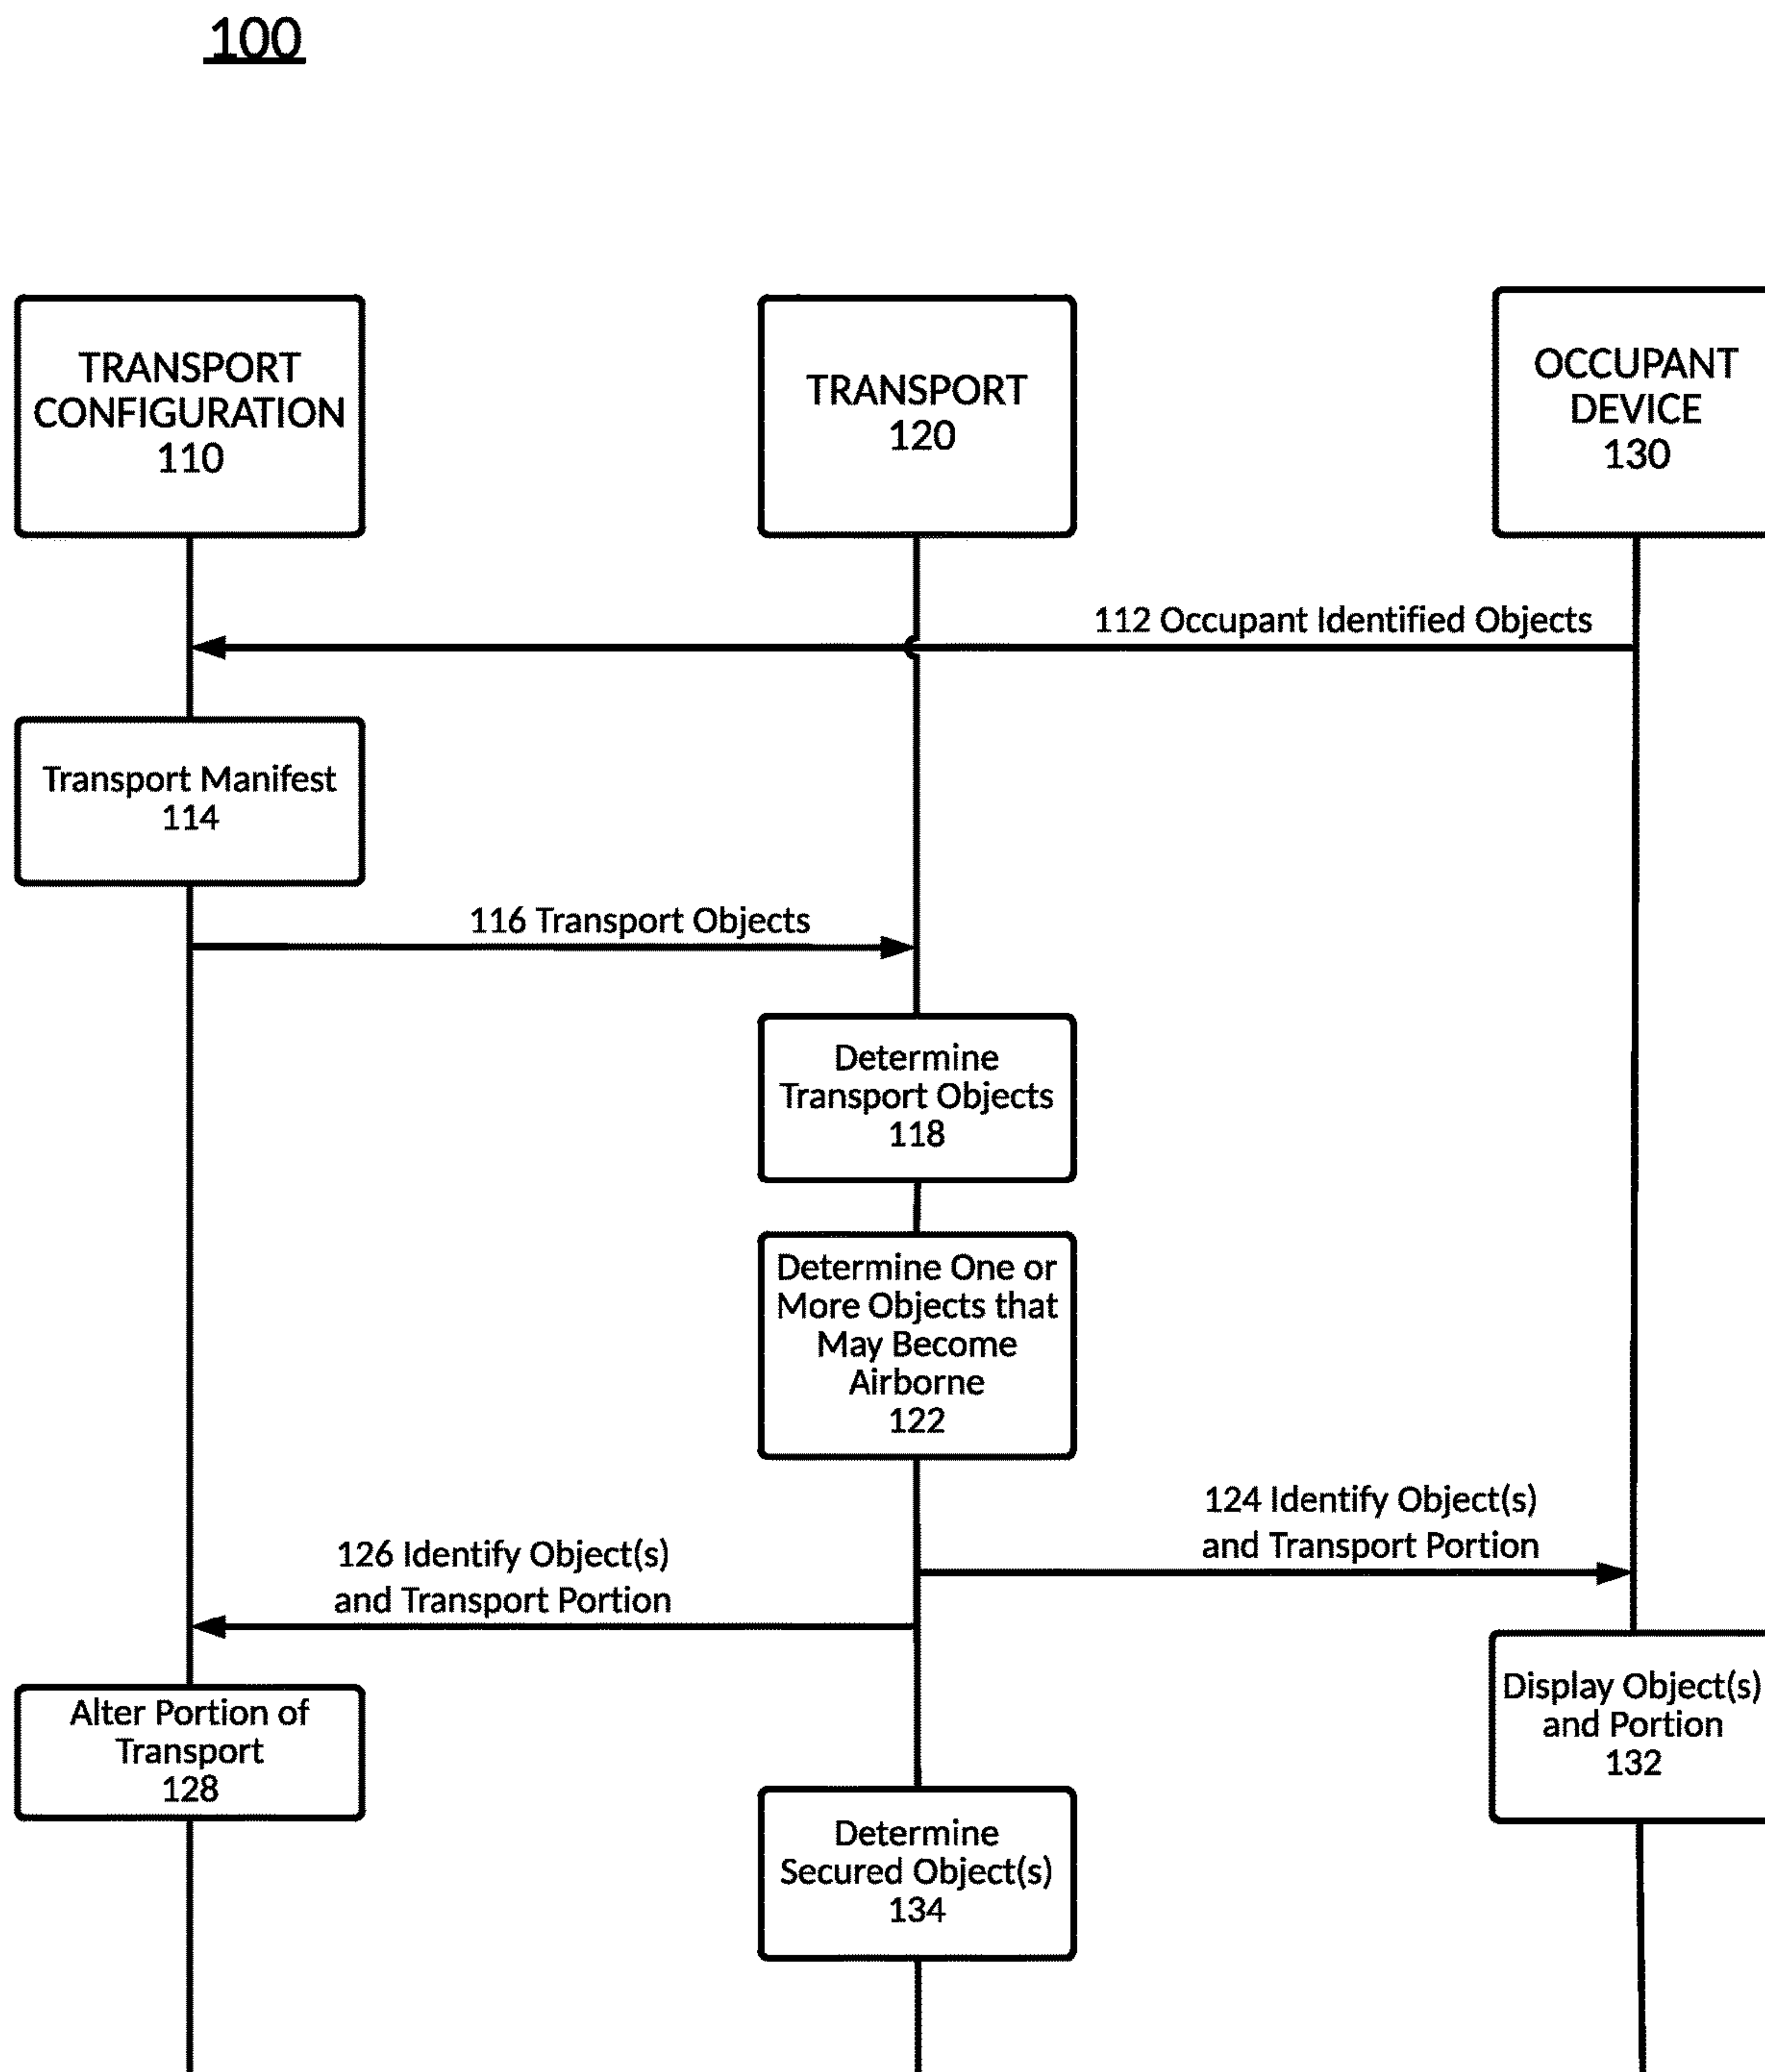 100
TRANSPORT
CONFIGURATION
110
TRANSPORT
120
OCCUPANT
DEVICE
130
112 Occupant Identified Objects
Transport Manifest
114
116 Transport Objects
Determine
Transport Objects
118
Determine One or
More Objects that
May Become
Airborne
122
124 Identify Object(s)
and Transport Portion
126 Identify Object(s)
and Transport Portion
Alter Portion of
Transport
128
Display Object(s)
and Portion
132
Determine
Secured Object(s)
134